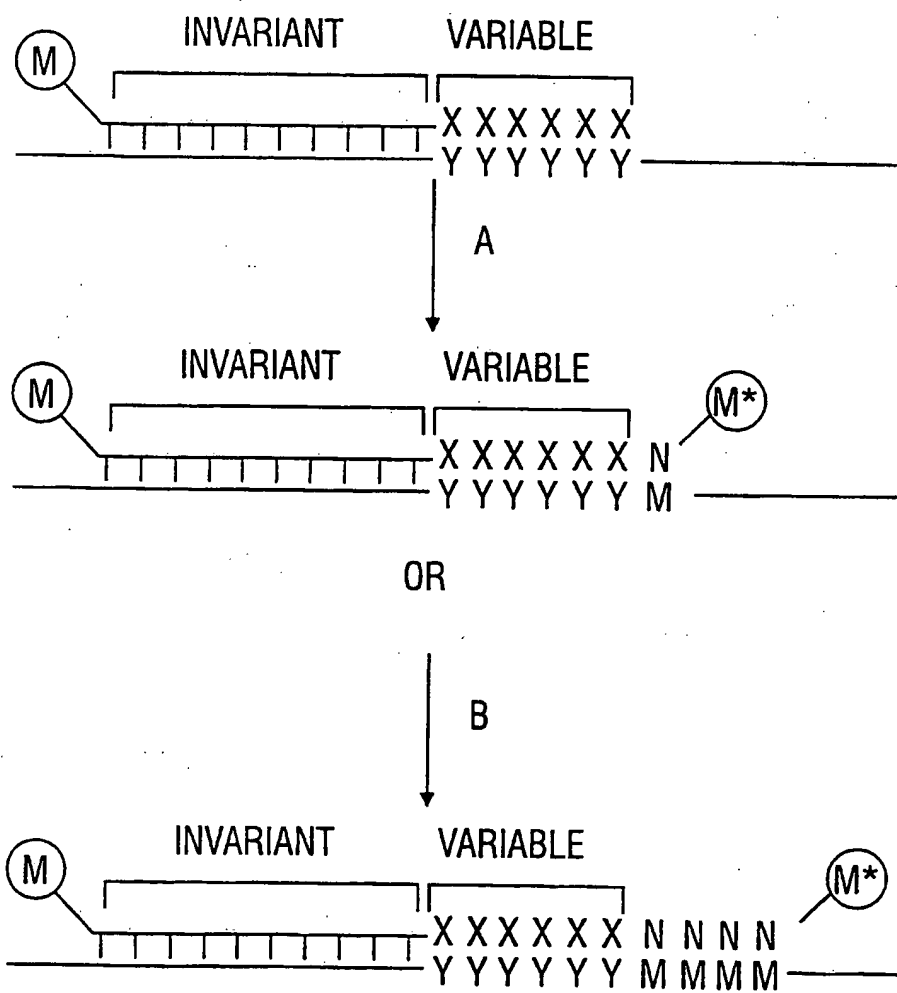 INVARIANT VARIABLE
M
X X X X X X
Y Y Y Y Y Y
A
INVARIANT VARIABLE
M M*
X X X X X X N
Y Y Y Y Y Y M
OR
B
INVARIANT VARIABLE
M M*
X X X X X X N N N N
Y Y Y Y Y Y M M M M